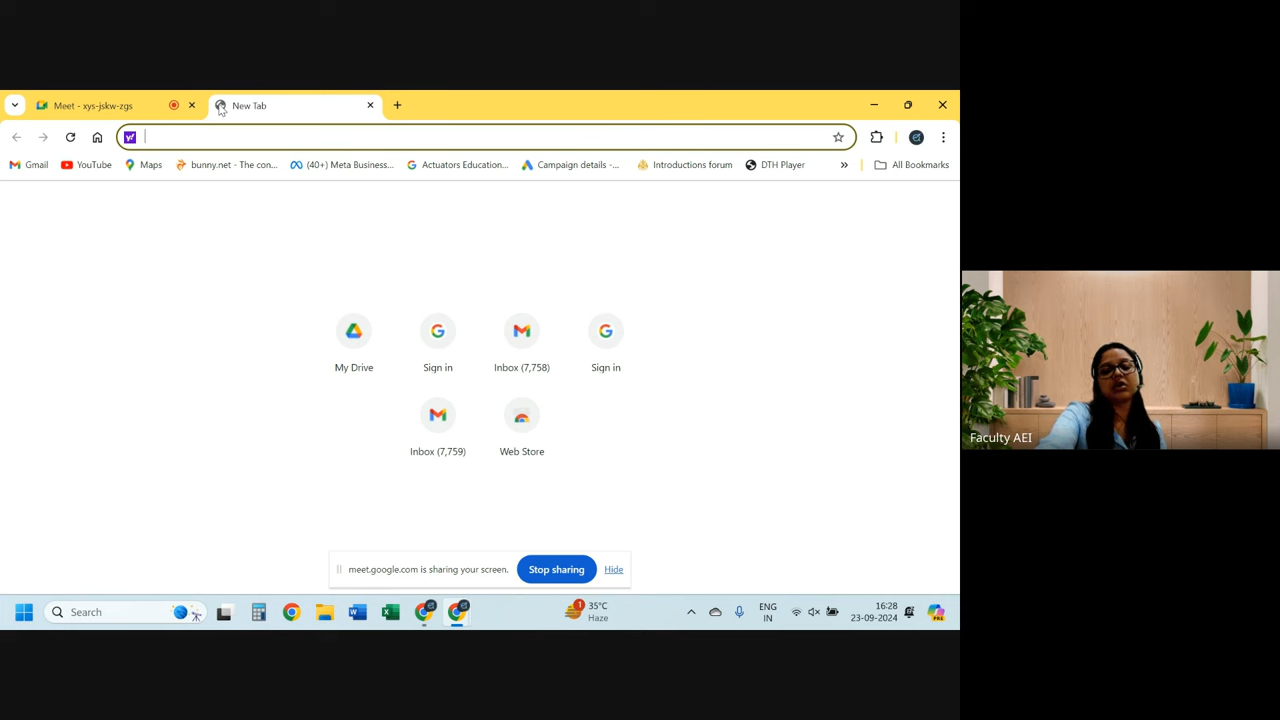 Meet - xys-jskw-zgs
New Tab
y!
Gmail YouTube Maps bunny.net - The con... (40+) Meta Business... Actuators Education... Campaign details -... Introductions forum DTH Player » All Bookmarks
My Drive Sign in Inbox (7,758) Sign in
Inbox (7,759) Web Store
meet.google.com is sharing your screen. Stop sharing Hide
Search
1 35°C
Haze
ENG
IN
16:28
23-09-2024
PRE
Faculty AEI